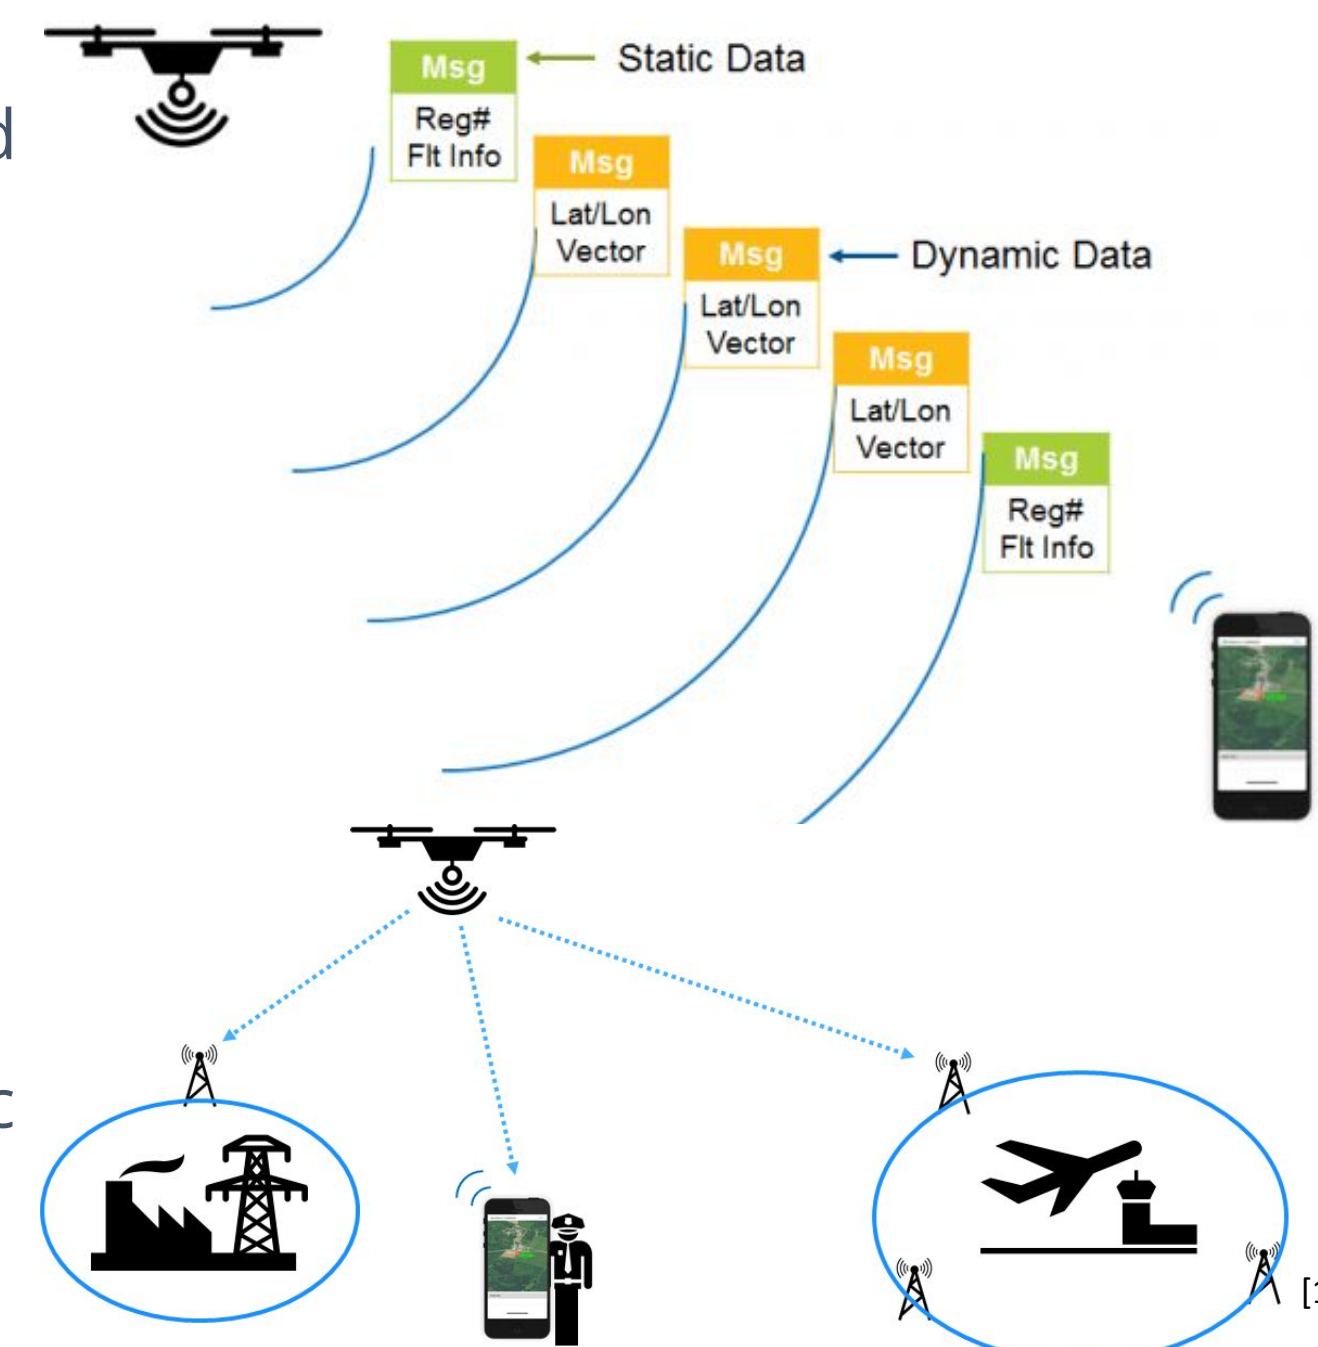 Msg
Static Data
Reg#
Flt Info
d
Msg
Lat/Lon
Vector
Msg
Dynamic Data
Lat/Lon
Vector
Msg
Lat/Lon
Vector
Msg
Reg#
Flt Info
c
[1